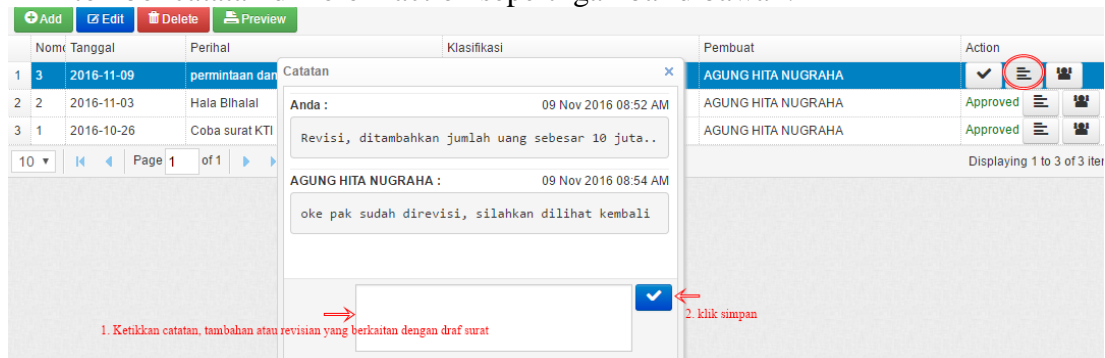 Add Edit Delete Preview
Tanggal Perihal Klasifikasi Pembuat Action
1 3 2016-11-09 permintaan dan AGUNG HITA NUGRAHA
2 2 2016-11-03 Hala BIhalal AGUNG HITA NUGRAHA Approved
3 1 2016-10-26 Coba surat KTI AGUNG HITA NUGRAHA Approved
10 Page 1 of 1 Displaying 1 to 3 of 3
Catatan
Anda : 09 Nov 2016 08:52 AM
Revisi, ditambahkan jumlah uang sebesar 10 juta..
AGUNG HITA NUGRAHA : 09 Nov 2016 08:54 AM
oke pak sudah direvisi, silahkan dilihat kembali
1. Ketikkan catatan, tambahan atau revisian yang berkaitan dengan draf surat
2. klik simpan